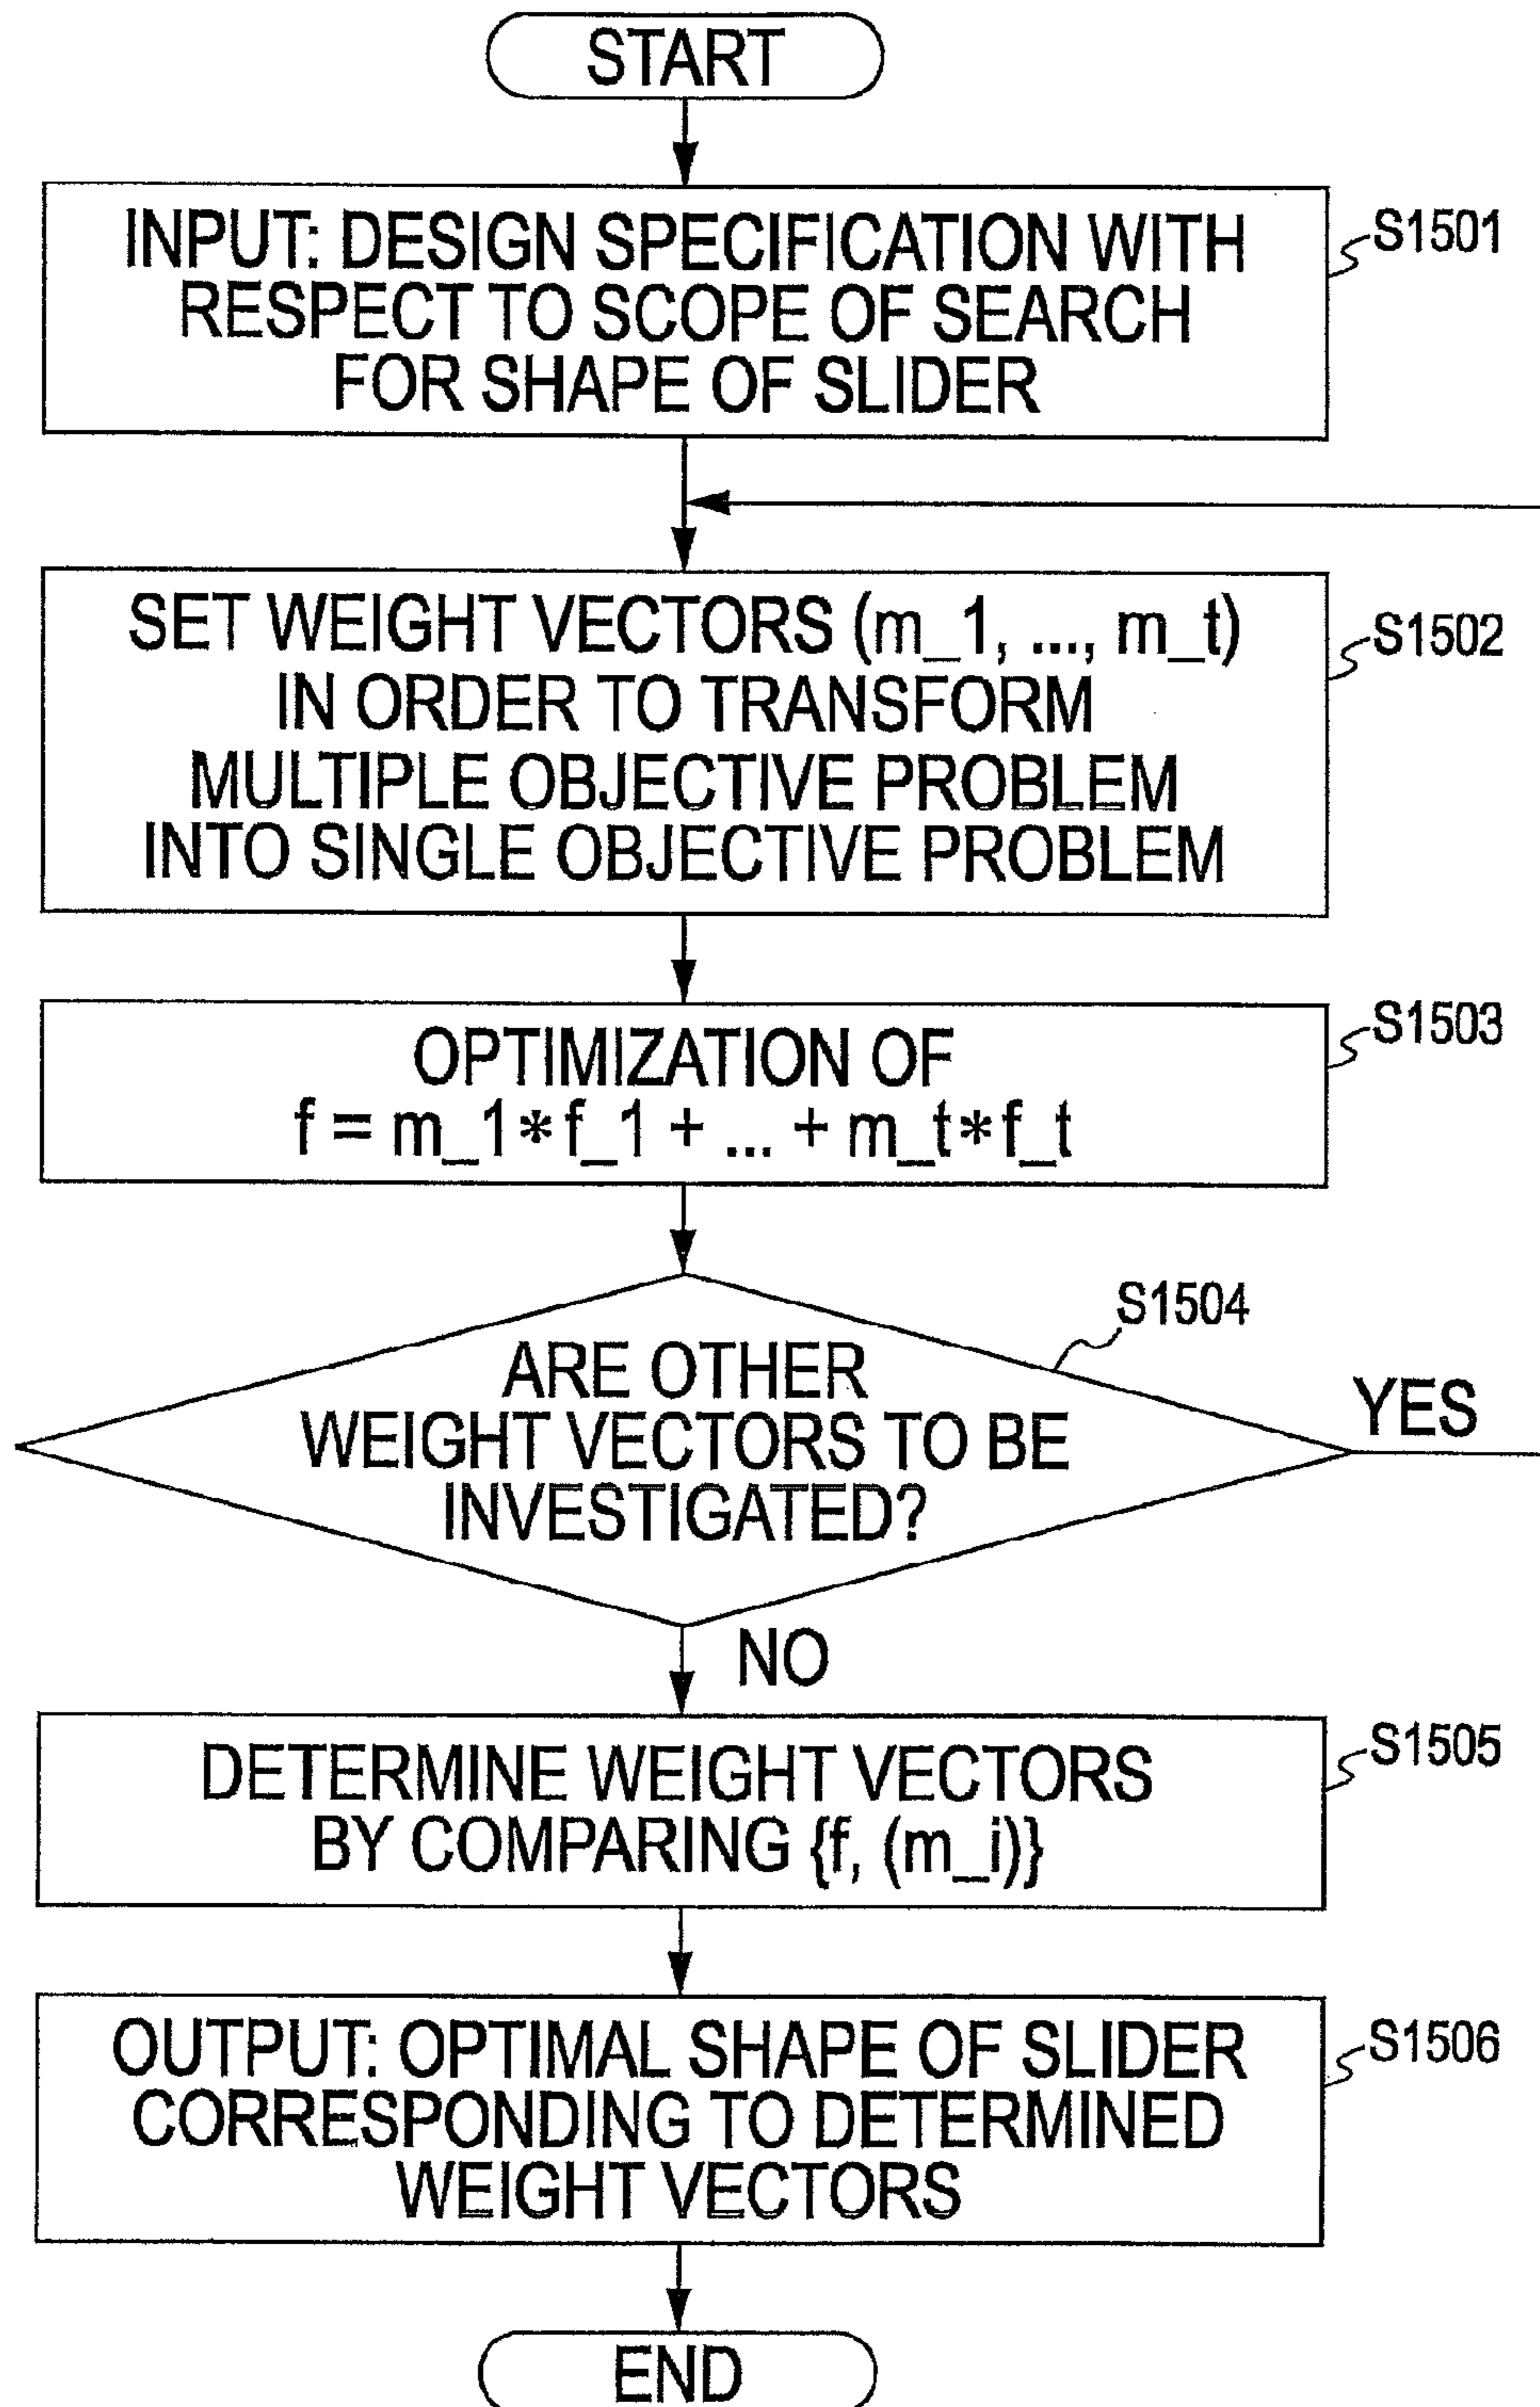 START
INPUT: DESIGN SPECIFICATION WITH
RESPECT TO SCOPE OF SEARCH
FOR SHAPE OF SLIDER
S1501
SET WEIGHT VECTORS (m_1, ..., m_t)
IN ORDER TO TRANSFORM
MULTIPLE OBJECTIVE PROBLEM
INTO SINGLE OBJECTIVE PROBLEM
S1502
OPTIMIZATION OF
f = m_1*f_1 + ... + m_t*f_t
S1503
ARE OTHER
WEIGHT VECTORS TO BE
INVESTIGATED?
S1504
YES
NO
DETERMINE WEIGHT VECTORS
BY COMPARING {f, (m_i)}
S1505
OUTPUT: OPTIMAL SHAPE OF SLIDER
CORRESPONDING TO DETERMINED
WEIGHT VECTORS
S1506
END